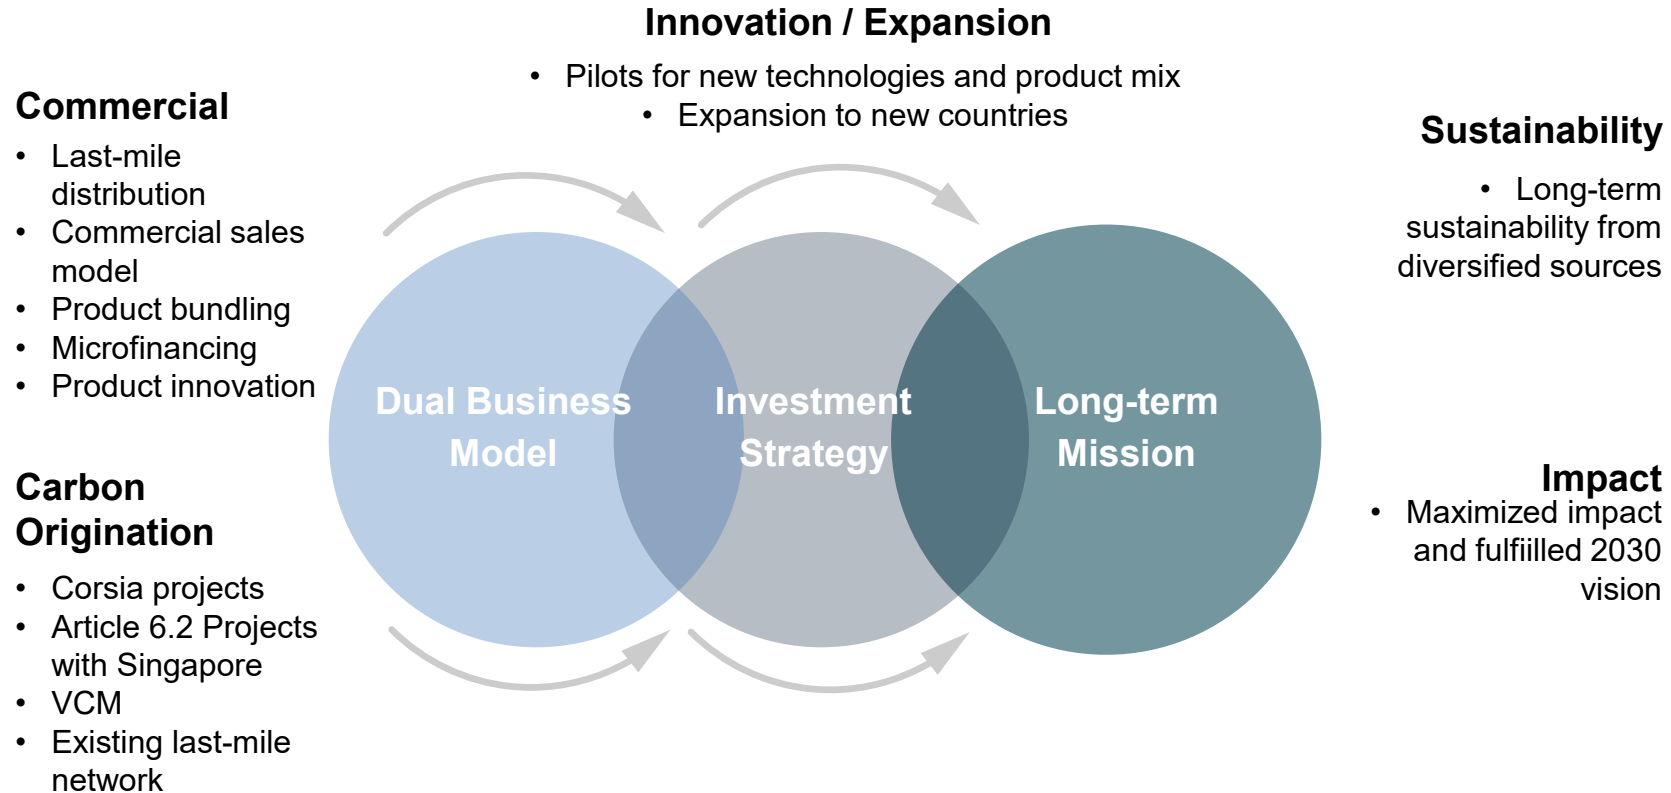 Innovation / Expansion
• Pilots for new technologies and product mix
• Expansion to new countries
Commercial
• Last-mile
distribution
• Commercial sales
model
• Product bundling
• Microfinancing
• Product innovation
Carbon
Origination
• Corsia projects
• Article 6.2 Projects
with Singapore
• VCM
• Existing last-mile
network
Dual Business
Model
Investment
Strategy
Long-term
Mission
Sustainability
• Long-term
sustainability from
diversified sources
Impact
• Maximized impact
and fulfiilled 2030
vision